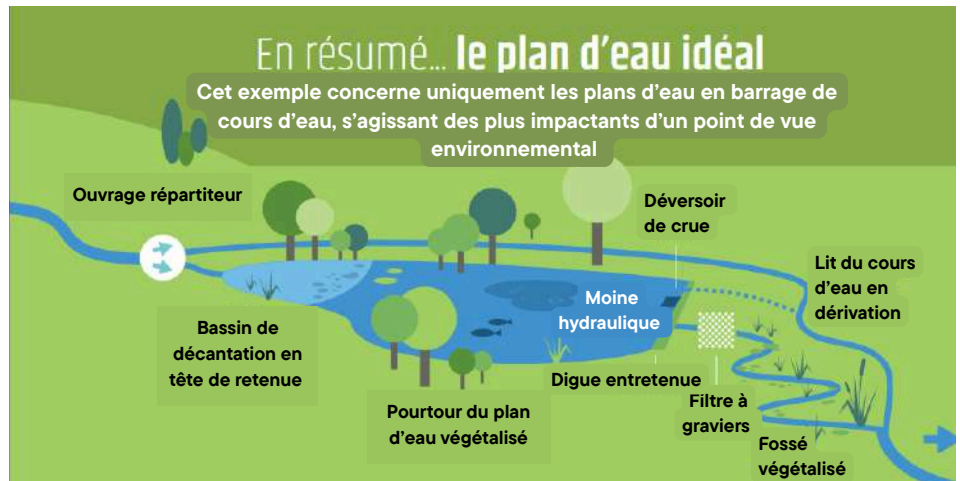 En résumé... le plan d'eau idéal
Cet exemple concerne uniquement les plans d'eau en barrage de
cours d'eau, s'agissant des plus impactants d'un point de vue
environnemental
Ouvrage répartiteur
Déversoir
de crue
Lit du cours
d'eau en
dérivation
Moine
hydraulique
Bassin de
décantation en
tête de retenue
Digue entretenue
Filtre à
graviers
Pourtour du plan
d'eau végétalisé
Fossé
végétalisé